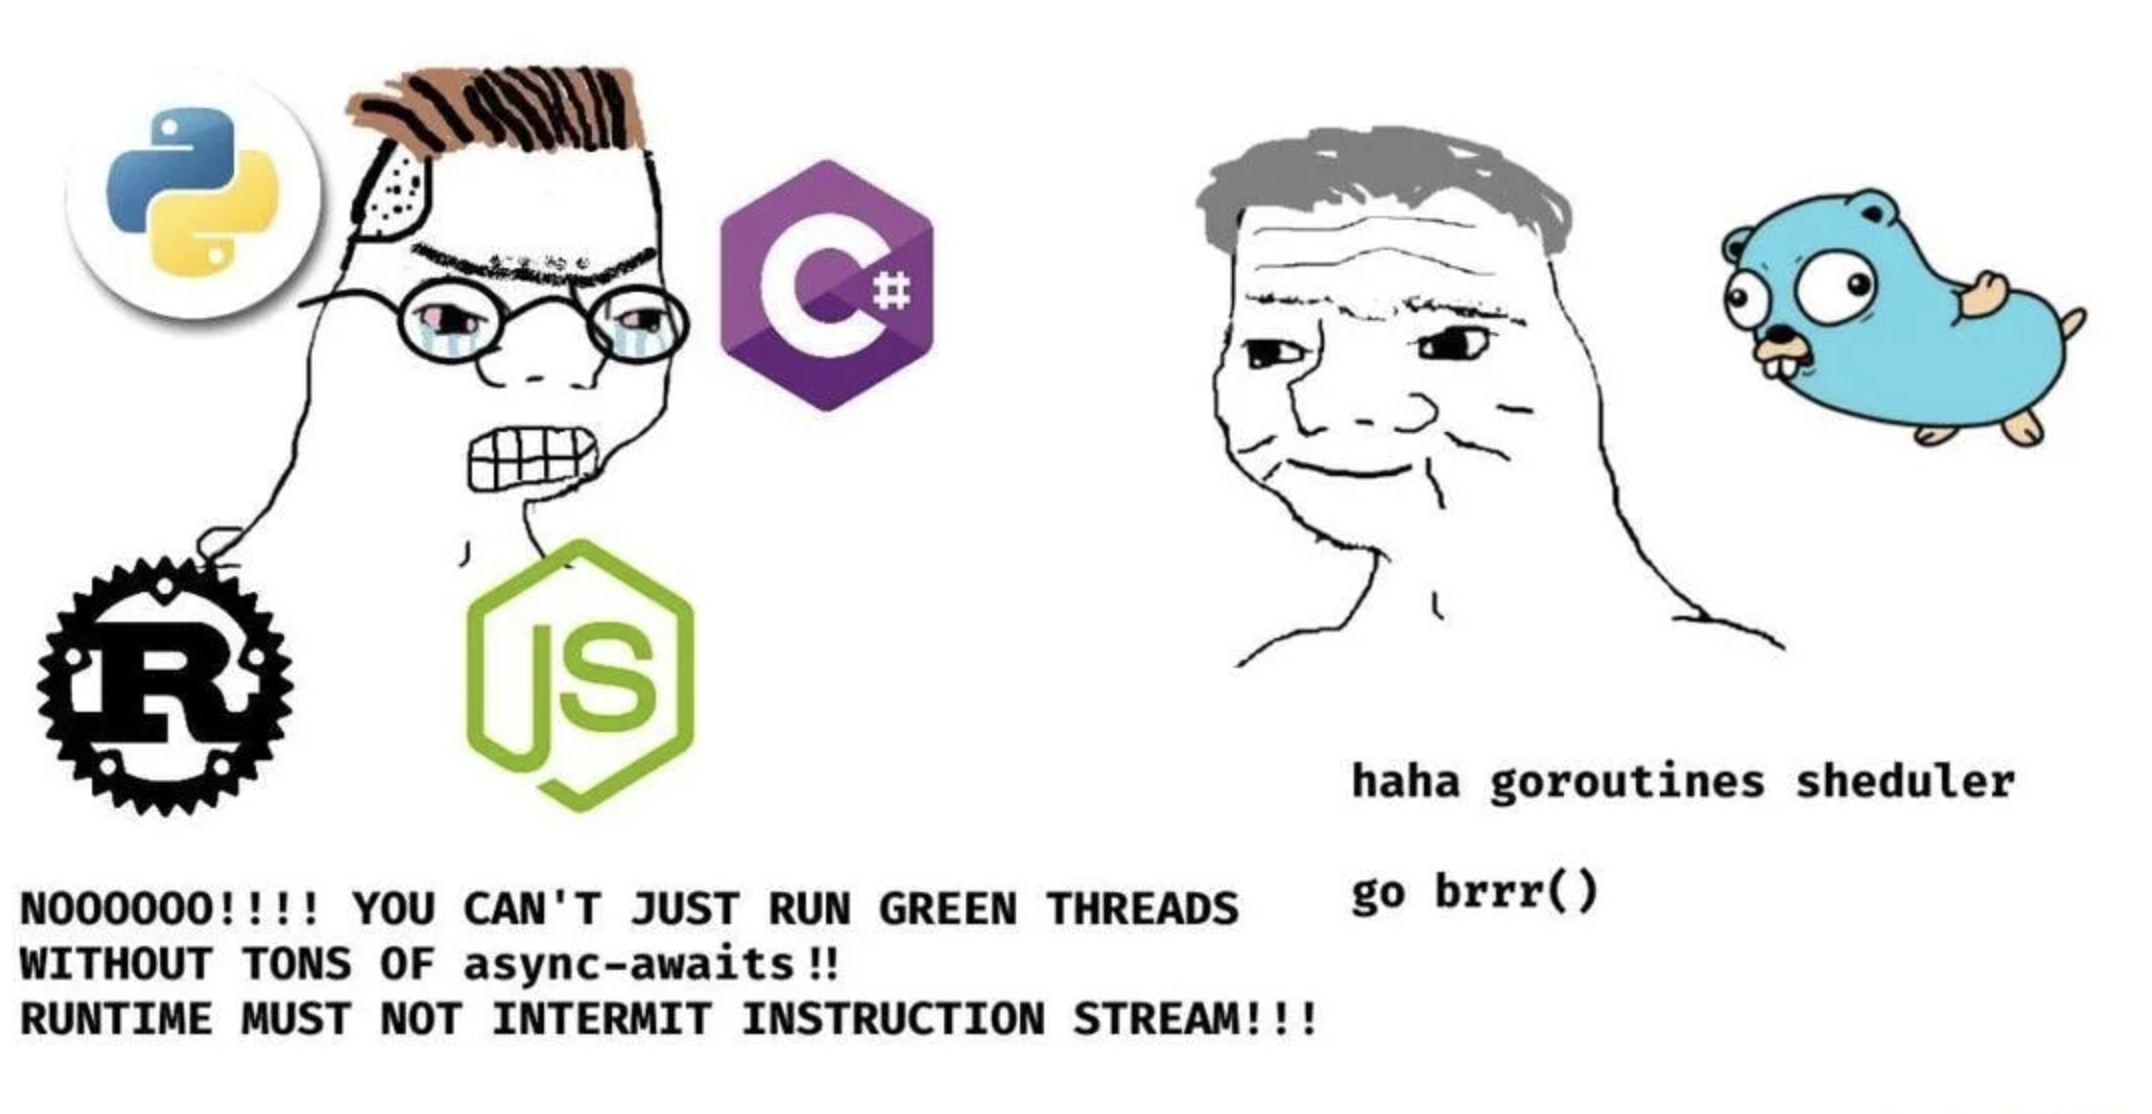 C#
R
JS
NOOOOOO!!!! YOU CAN'T JUST RUN GREEN THREADS
WITHOUT TONS OF async-awaits!!
RUNTIME MUST NOT INTERMIT INSTRUCTION STREAM!!!
haha goroutines sheduler
go brrr()